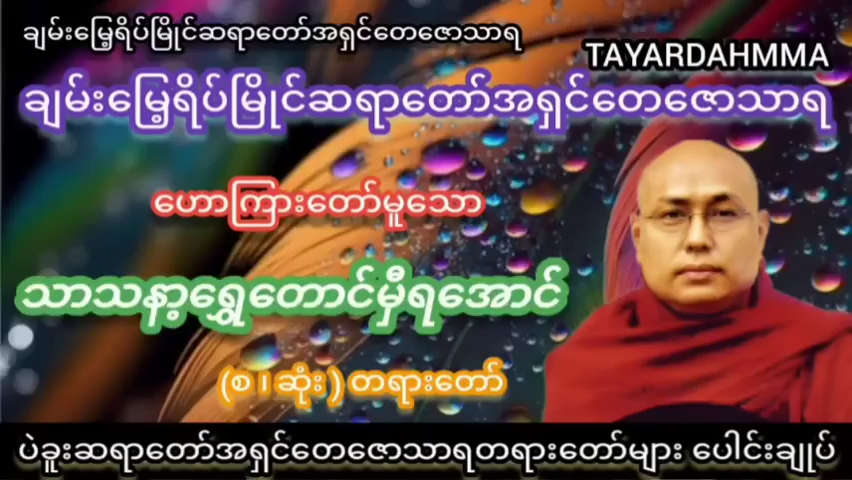 ချမ်းမြေ့ရိပ်မြိုင်ဆရာတော်အရှင်တေဇောသာရ
TAYARDAHMMA
ချမ်းမြေ့ရိပ်မြိုင်ဆရာတော်အရှင်တေဇောသာရ
ဟောကြားတော်မူသော
သာသနာ့ရွှေတောင်မှီရအောင်
(စ ၊ ဆုံး ) တရားတော်
ပဲခူးဆရာတော်အရှင်တေဇောသာရတရားတော်များ ပေါင်းချုပ်